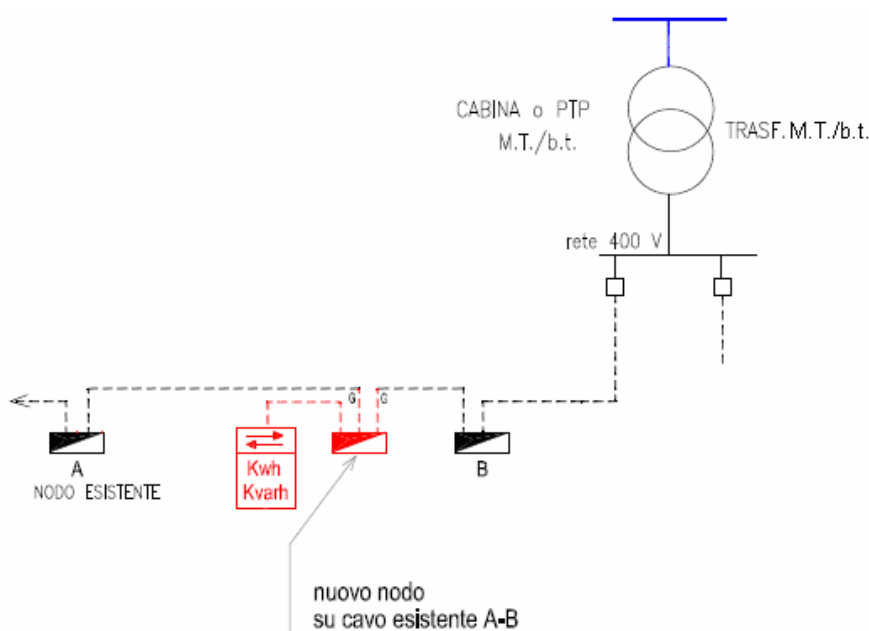 CABINA o PTP
M.T./b.t.
TRASF. M.T./b.t.
rete 400 V
G G
A
NODO ESISTENTE
Kwh
Kvarh
B
nuovo nodo
su cavo esistente A-B